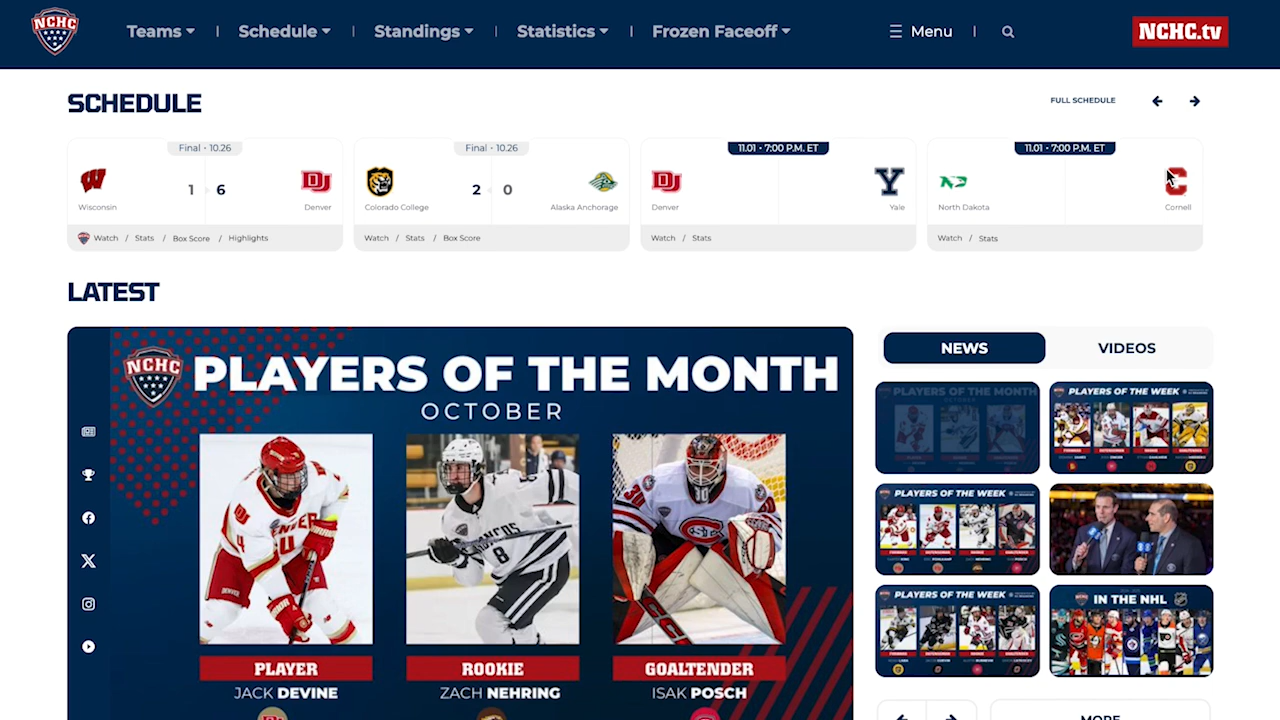 NCHC
Teams
Schedule
Standings
Statistics
Frozen Faceoff
Menu
NCHC.tv
SCHEDULE
FULL SCHEDULE
Final • 10.26
Wisconsin
1
6
DU
Denver
Watch / Stats / Box Score / Highlights
Final • 10.26
Colorado College
2
0
Alaska Anchorage
Watch / Stats / Box Score
11.01 • 7:00 P.M. ET
Denver
Yale
Watch / Stats
11.01 • 7:00 P.M. ET
North Dakota
Cornell
Watch / Stats
LATEST
NCHC
PLAYERS OF THE MONTH
OCTOBER
PLAYER
JACK DEVINE
ROOKIE
ZACH NEHRING
GOALTENDER
ISAK POSCH
NEWS
VIDEOS
PLAYERS OF THE MONTH
PLAYERS OF THE WEEK
PLAYERS OF THE WEEK
PLAYERS OF THE WEEK
IN THE NHL
MORE